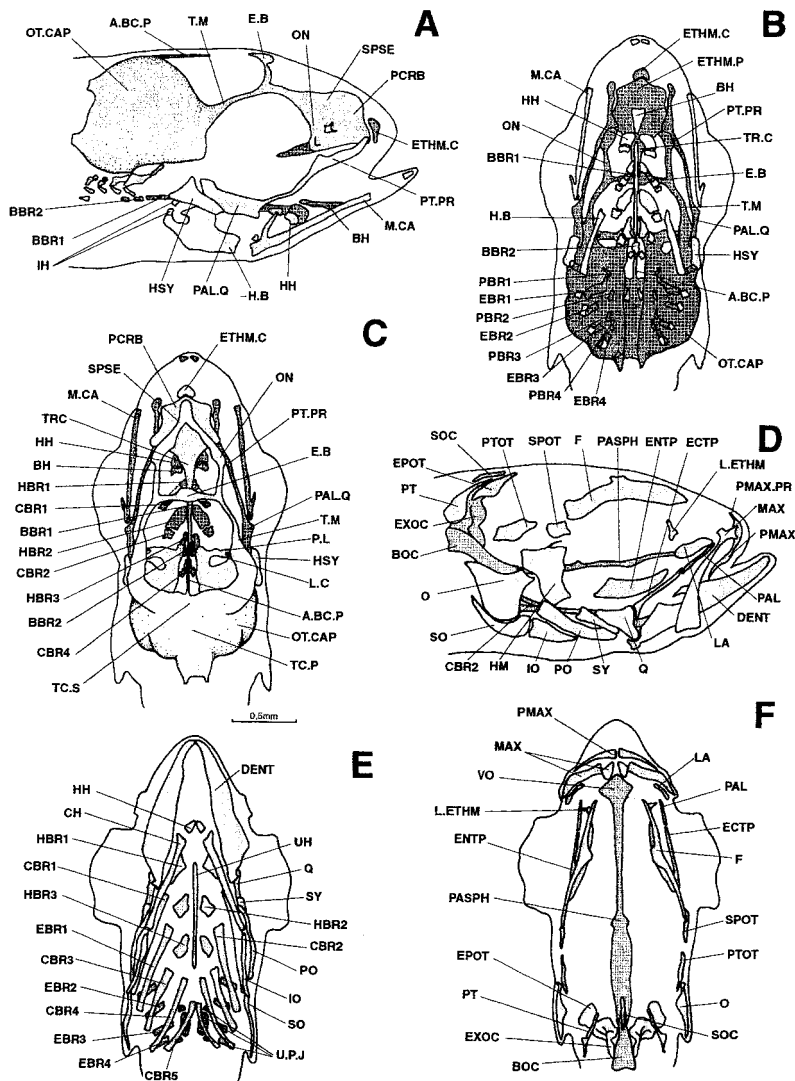 A
A.BC.P
T.M
E.B
OT.CAP
ON
SPSE
PCRB
ETHM.C
PT.PR
BBR2
BBR1
IH
HSY
PAL.Q
H.B
HH
BH
M.CA
B
ETHM.C
ETHM.P
M.CA
BH
HH
PT.PR
ON
TR.C
BBR1
E.B
T.M
H.B
PAL.Q
BBR2
HSY
PBR1
EBR1
A.BC.P
PBR2
EBR2
PBR3
OT.CAP
EBR3
PBR4
EBR4
C
PCRB
ETHM.C
SPSE
M.CA
ON
TRC
PT.PR
HH
BH
E.B
HBR1
CBR1
PAL.Q
BBR1
T.M
HBR2
P.L
CBR2
HSY
HBR3
L.C
BBR2
A.BC.P
CBR4
OT.CAP
TC.S
TC.P
0,5mm
D
SOC
PTOT
SPOT
F
PASPH
ENTP
ECTP
EPOT
L.ETHM
PT
PMAX.PR
EXOC
MAX
BOC
PMAX
O
PAL
DENT
SO
LA
CBR2
HM
IO
PO
SY
Q
E
DENT
HH
CH
HBR1
UH
CBR1
Q
HBR3
SY
HBR2
EBR1
CBR2
CBR3
PO
EBR2
IO
CBR4
SO
EBR3
EBR4
U.P.J
CBR5
F
PMAX
MAX
LA
VO
PAL
L.ETHM
ECTP
ENTP
F
PASPH
SPOT
EPOT
PTOT
PT
O
EXOC
SOC
BOC